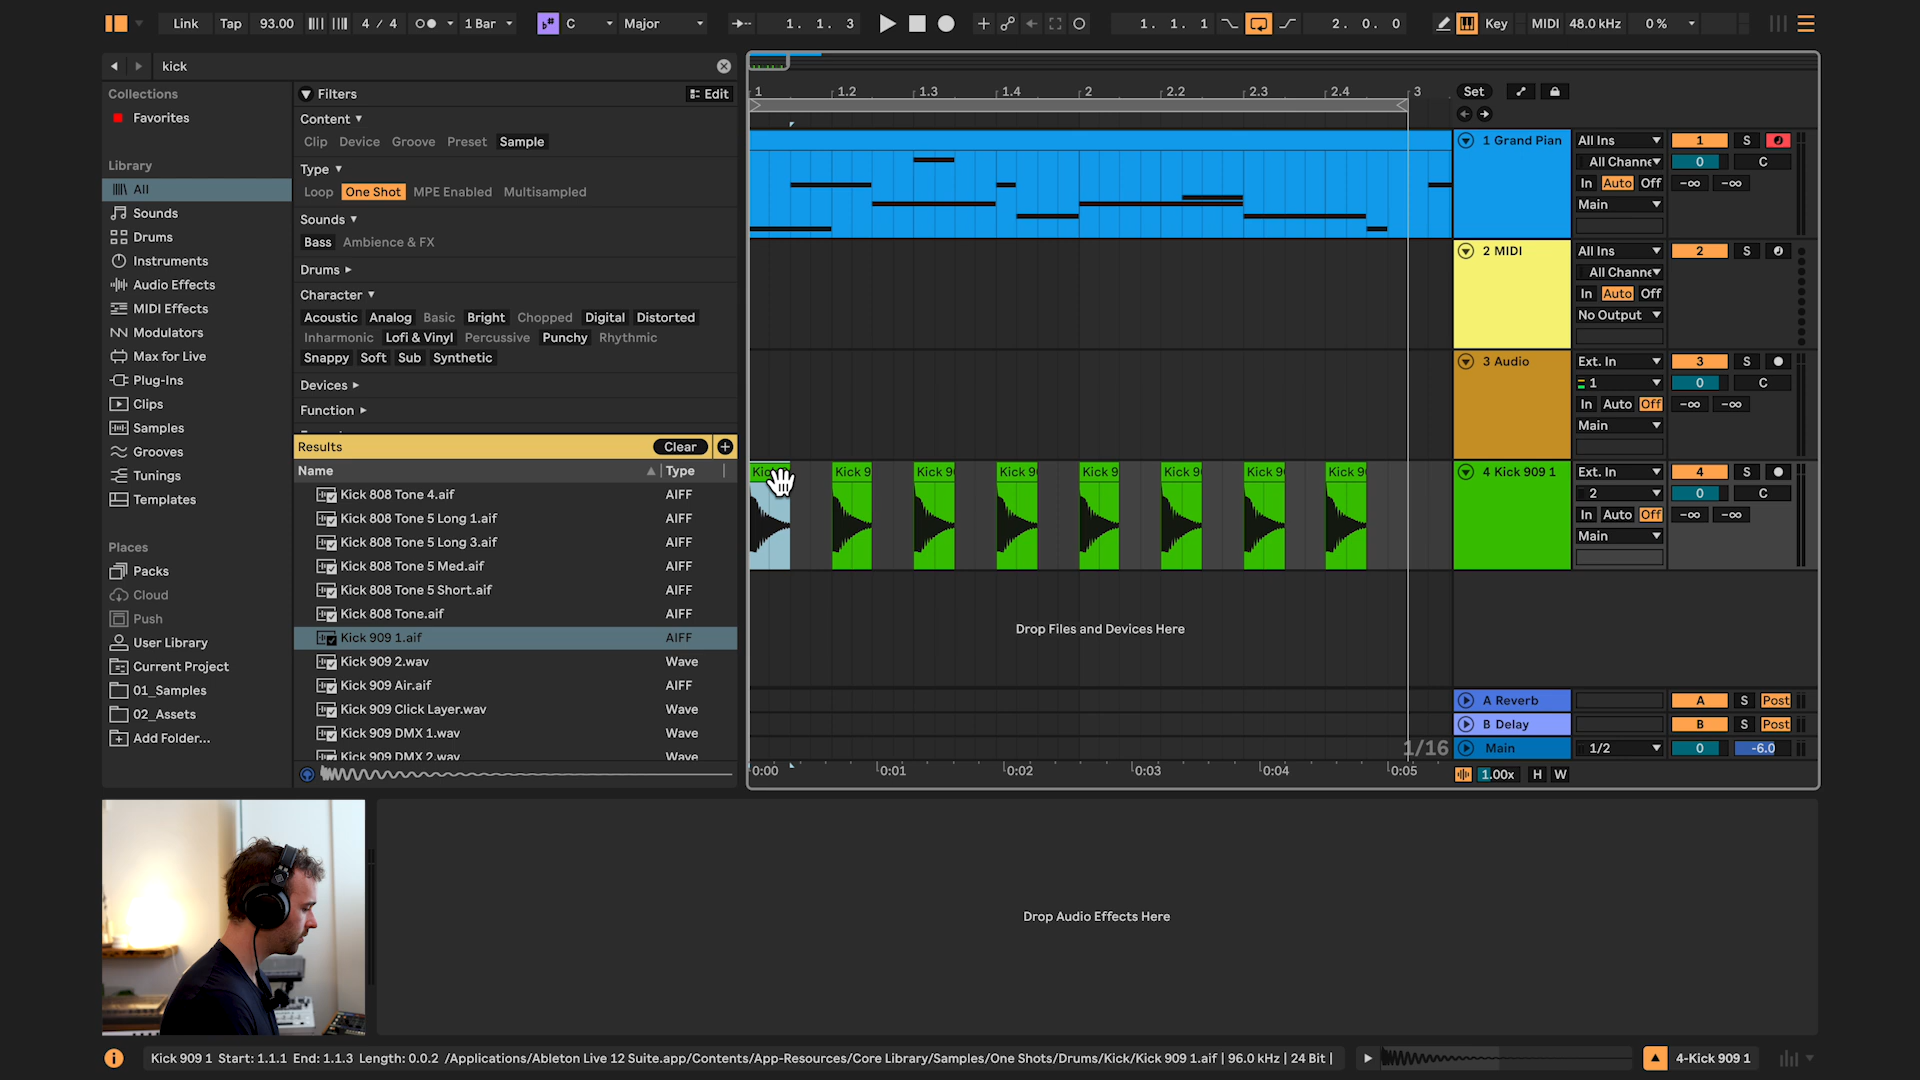 Link Tap 93.00 4 / 4 1 Bar C Major 1. 1. 3 1. 1. 1 2. 0. 0 Key MIDI 48.0 kHz 0 %
kick
Collections
Favorites
Library
All
Sounds
Drums
Instruments
Audio Effects
MIDI Effects
Modulators
Max for Live
Plug-Ins
Clips
Samples
Grooves
Tunings
Templates
Places
Packs
Cloud
Push
User Library
Current Project
01_Samples
02_Assets
Add Folder...
Filters Edit
Content
Clip Device Groove Preset Sample
Type
Loop One Shot MPE Enabled Multisampled
Sounds
Bass Ambience & FX
Drums
Character
Acoustic Analog Basic Bright Chopped Digital Distorted
Inharmonic Lofi & Vinyl Percussive Punchy Rhythmic
Snappy Soft Sub Synthetic
Devices
Function
Results Clear
Name Type
Kick 808 Tone 4.aif AIFF
Kick 808 Tone 5 Long 1.aif AIFF
Kick 808 Tone 5 Long 3.aif AIFF
Kick 808 Tone 5 Med.aif AIFF
Kick 808 Tone 5 Short.aif AIFF
Kick 808 Tone.aif AIFF
Kick 909 1.aif AIFF
Kick 909 2.wav Wave
Kick 909 Air.aif AIFF
Kick 909 Click Layer.wav Wave
Kick 909 DMX 1.wav Wave
Kick 909 DMX 2.wav Wave
1 1.2 1.3 1.4 2 2.2 2.3 2.4 3 Set
1 Grand Pian All Ins 1 S
All Channe 0 C
In Auto Off -∞ -∞
Main
2 MIDI All Ins 2 S
All Channe
In Auto Off
No Output
3 Audio Ext. In 3 S
1 0 C
In Auto Off -∞ -∞
Main
Kick 9 Kick 9 Kick 9 Kick 9 Kick 9 Kick 9 Kick 9 4 Kick 909 1 Ext. In 4 S
2 0 C
In Auto Off -∞ -∞
Main
Drop Files and Devices Here
A Reverb A S Post
B Delay B S Post
1/16 Main 1/2 0 -6.0
0:00 0:01 0:02 0:03 0:04 0:05 1.00x H W
Drop Audio Effects Here
Kick 909 1 Start: 1.1.1 End: 1.1.3 Length: 0.0.2 /Applications/Ableton Live 12 Suite.app/Contents/App-Resources/Core Library/Samples/One Shots/Drums/Kick/Kick 909 1.aif | 96.0 kHz | 24 Bit | 4-Kick 909 1